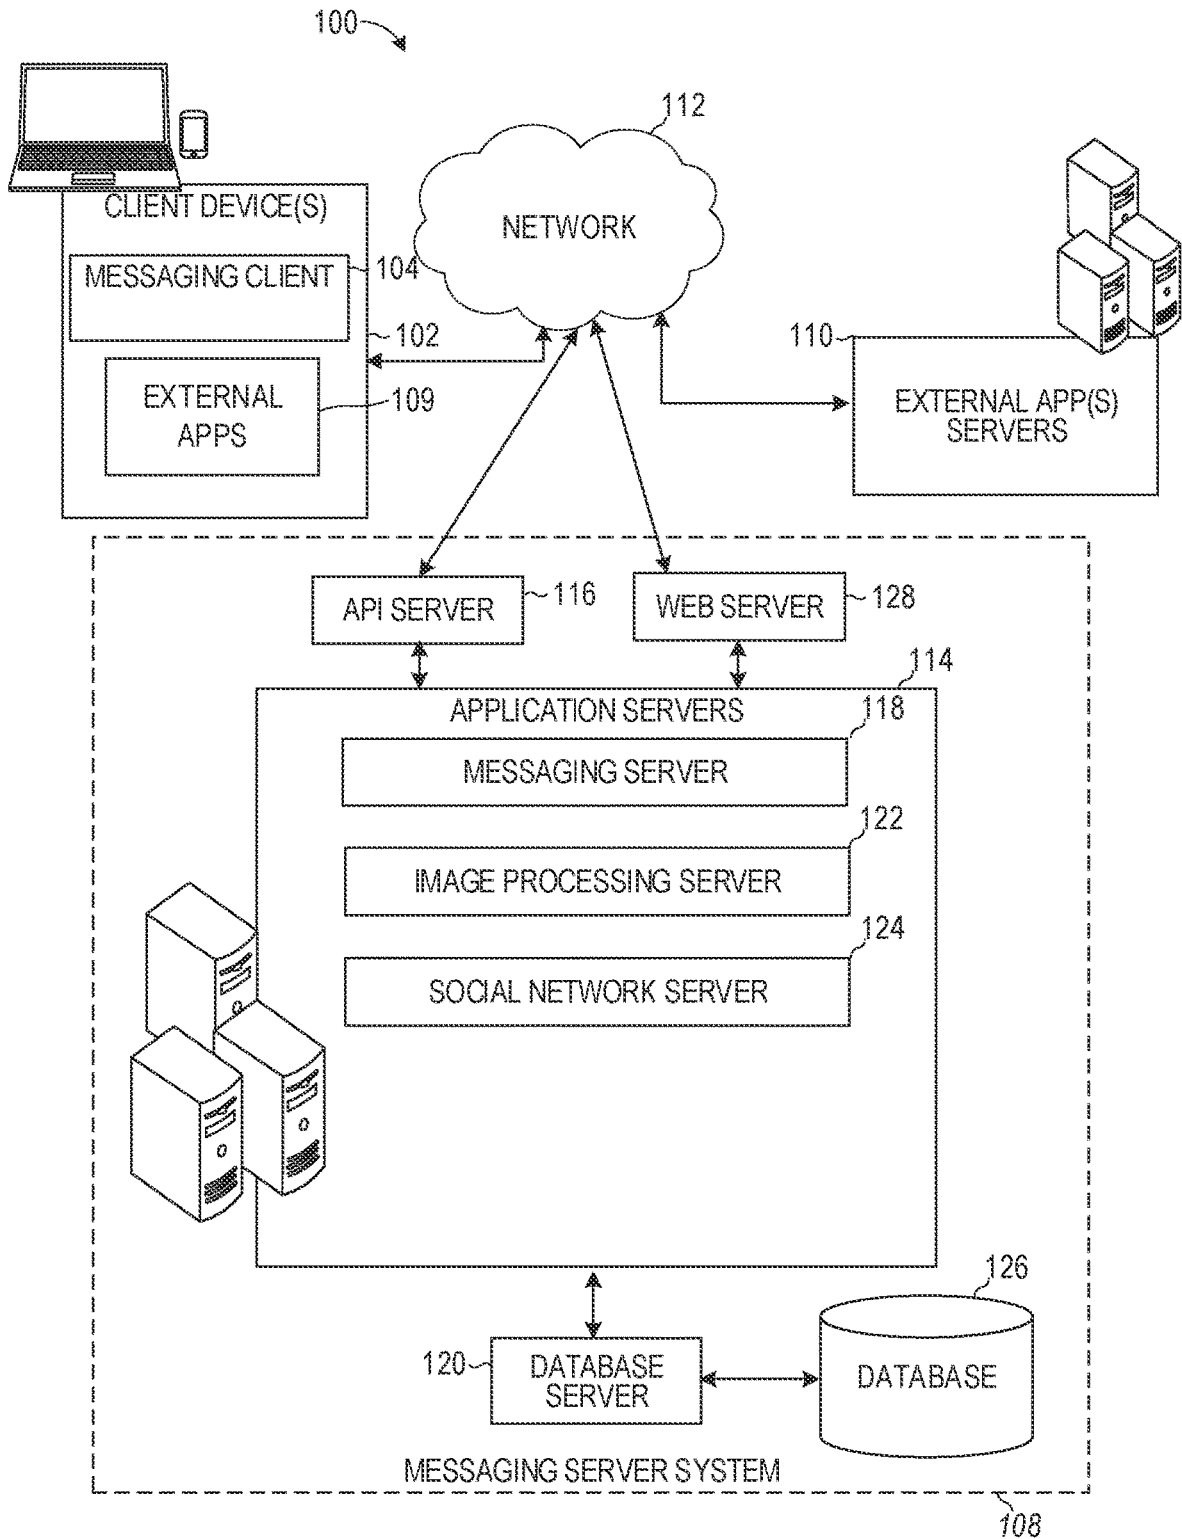 100
112
CLIENT DEVICE(S)
NETWORK
MESSAGING CLIENT
104
102
110
EXTERNAL
APPS
109
EXTERNAL APP(S)
SERVERS
API SERVER
116
WEB SERVER
128
114
APPLICATION SERVERS
118
MESSAGING SERVER
122
IMAGE PROCESSING SERVER
124
SOCIAL NETWORK SERVER
126
120
DATABASE
SERVER
DATABASE
MESSAGING SERVER SYSTEM
108